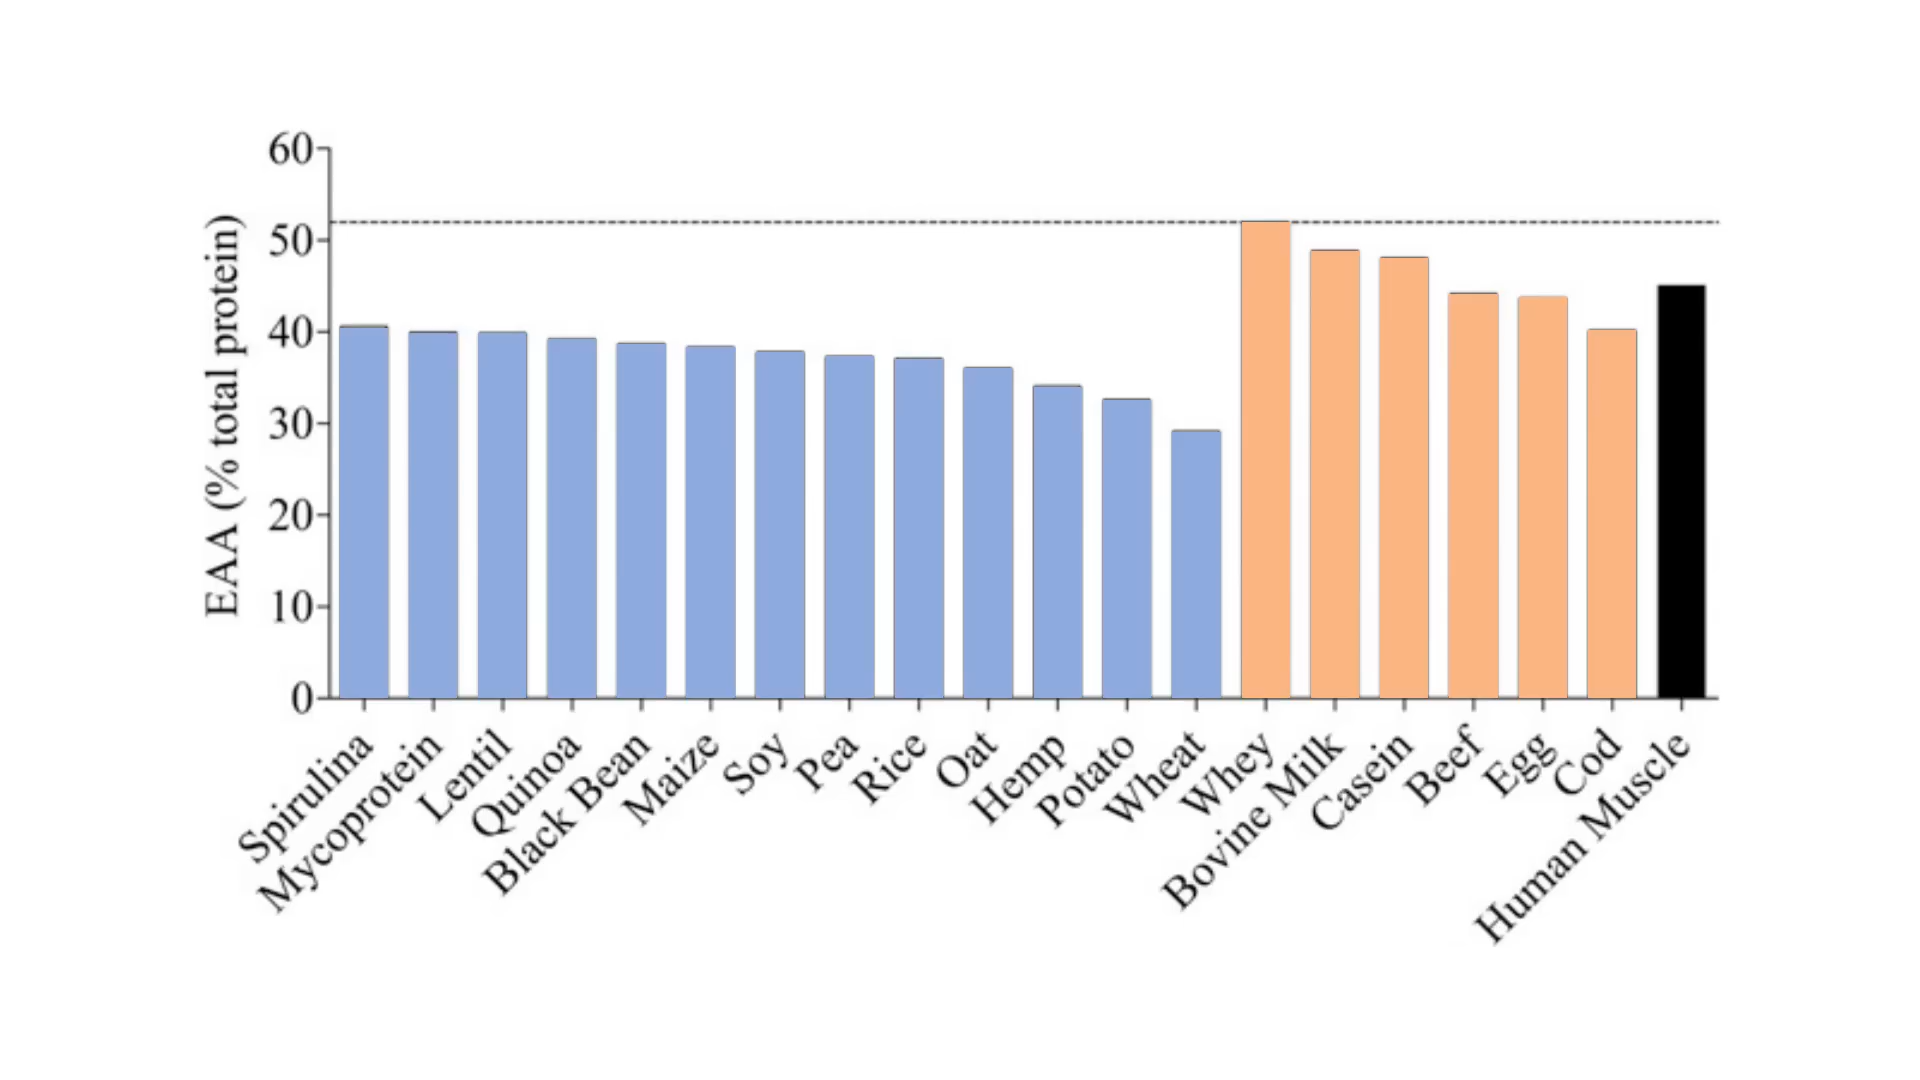 EAA (% total protein)
60
50
40
30
20
10
0
Spirulina
Mycoprotein
Lentil
Quinoa
Black Bean
Maize
Soy
Pea
Rice
Oat
Hemp
Potato
Wheat
Whey
Bovine Milk
Casein
Beef
Egg
Cod
Human Muscle